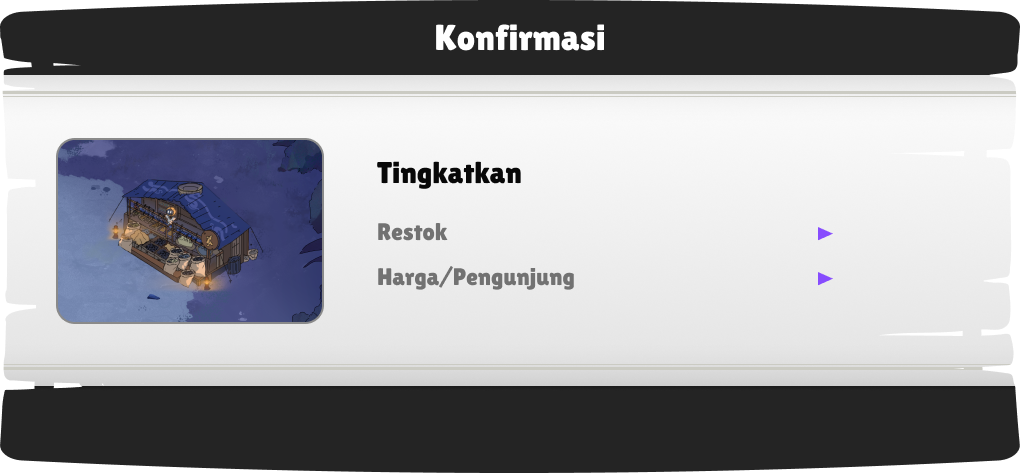 Konfirmasi
Tingkatkan
Restok
Harga/Pengunjung